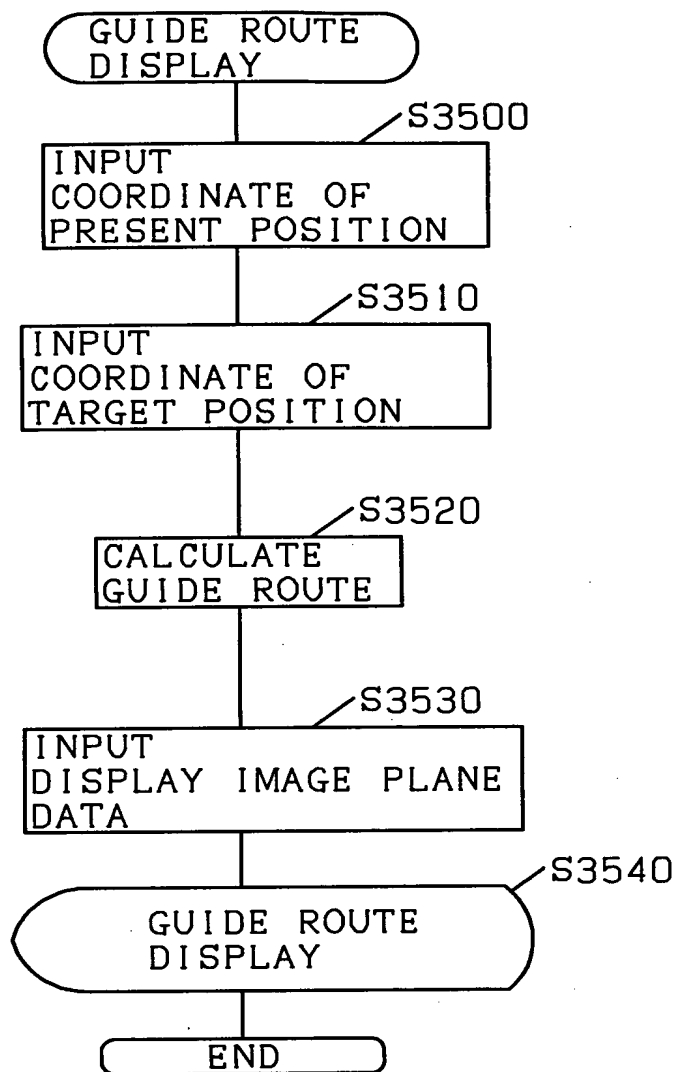 GUIDE ROUTE
DISPLAY
S3500
INPUT
COORDINATE OF
PRESENT POSITION
S3510
INPUT
COORDINATE OF
TARGET POSITION
S3520
CALCULATE
GUIDE ROUTE
S3530
INPUT
DISPLAY IMAGE PLANE
DATA
S3540
GUIDE ROUTE
DISPLAY
END